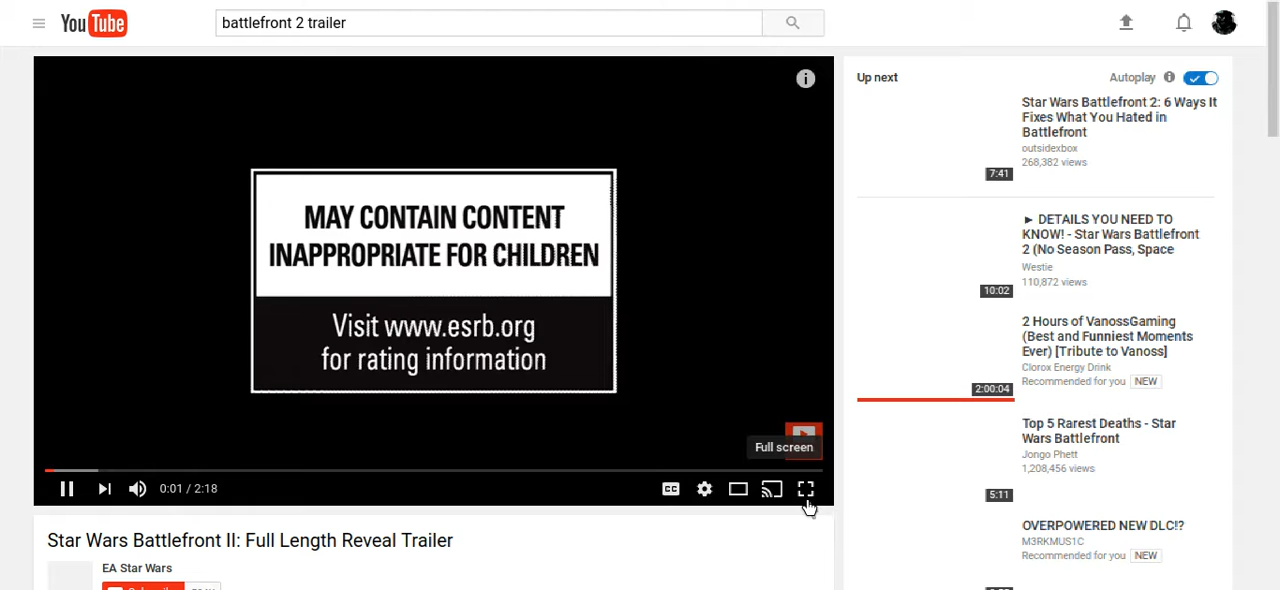 YouTube
battlefront 2 trailer
MAY CONTAIN CONTENT
INAPPROPRIATE FOR CHILDREN
Visit www.esrb.org
for rating information
Full screen
CC
0:01 / 2:18
Star Wars Battlefront II: Full Length Reveal Trailer
EA Star Wars
Up next
Autoplay
7:41
Star Wars Battlefront 2: 6 Ways It
Fixes What You Hated in
Battlefront
outsidexbox
268,382 views
10:02
► DETAILS YOU NEED TO
KNOW! - Star Wars Battlefront
2 (No Season Pass, Space
Westie
110,872 views
2:00:04
2 Hours of VanossGaming
(Best and Funniest Moments
Ever) [Tribute to Vanoss]
Clorox Energy Drink
Recommended for you NEW
5:11
Top 5 Rarest Deaths - Star
Wars Battlefront
Jongo Phett
1,208,456 views
OVERPOWERED NEW DLC!?
M3RKMUS1C
Recommended for you NEW